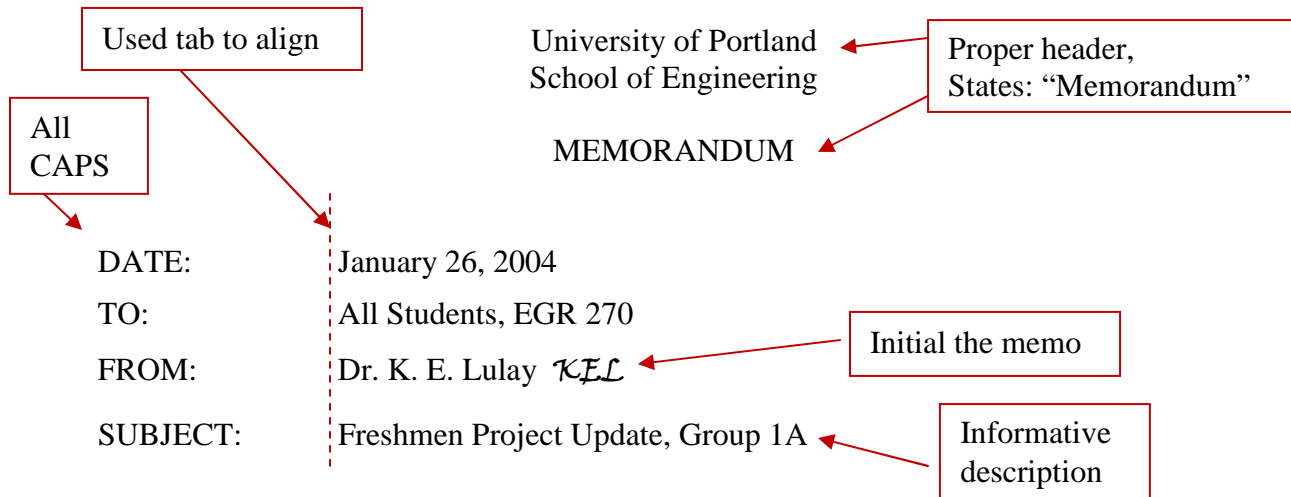 Used tab to align
University of Portland
School of Engineering
Proper header,
States: “Memorandum”
All
CAPS
MEMORANDUM
DATE: January 26, 2004
TO: All Students, EGR 270
FROM: Dr. K. E. Lulay KEL
Initial the memo
SUBJECT: Freshmen Project Update, Group 1A
Informative
description